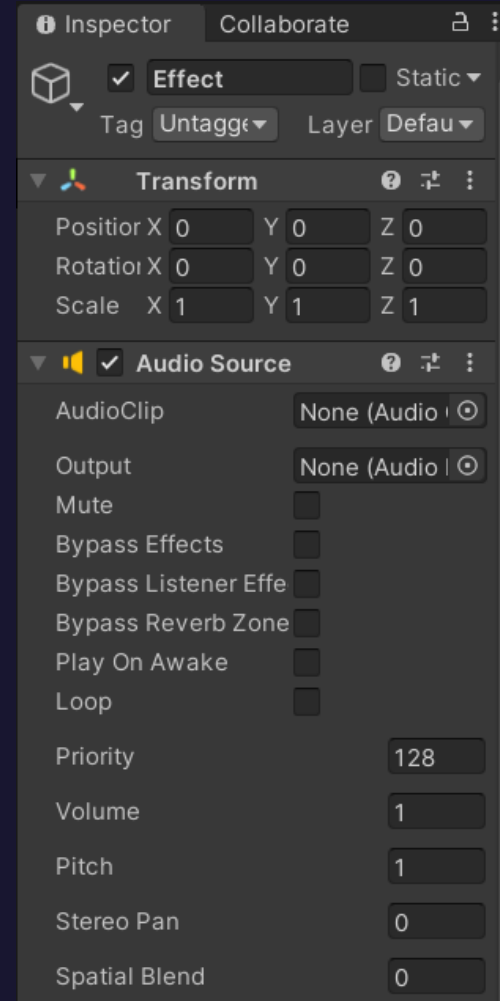 Inspector Collaborate
Effect Static
Tag Untagge Layer Defau
Transform
Position X 0 Y 0 Z 0
Rotation X 0 Y 0 Z 0
Scale X 1 Y 1 Z 1
Audio Source
AudioClip None (Audio
Output None (Audio
Mute
Bypass Effects
Bypass Listener Effe
Bypass Reverb Zone
Play On Awake
Loop
Priority 128
Volume 1
Pitch 1
Stereo Pan 0
Spatial Blend 0